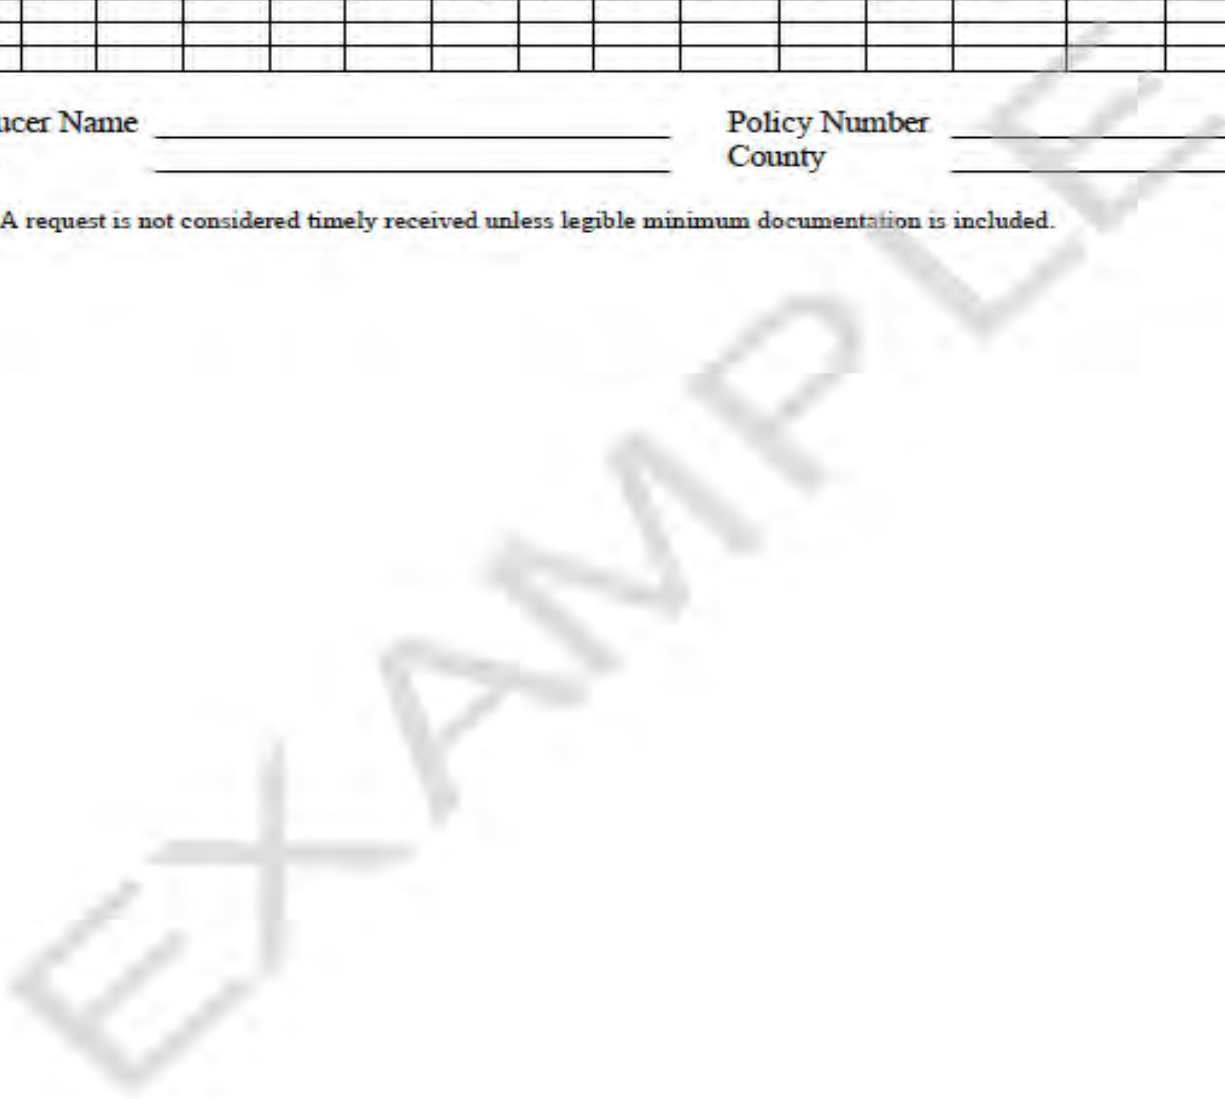 ucer Name Policy Number
County
A request is not considered timely received unless legible minimum documentation is included.
EXAMPLE